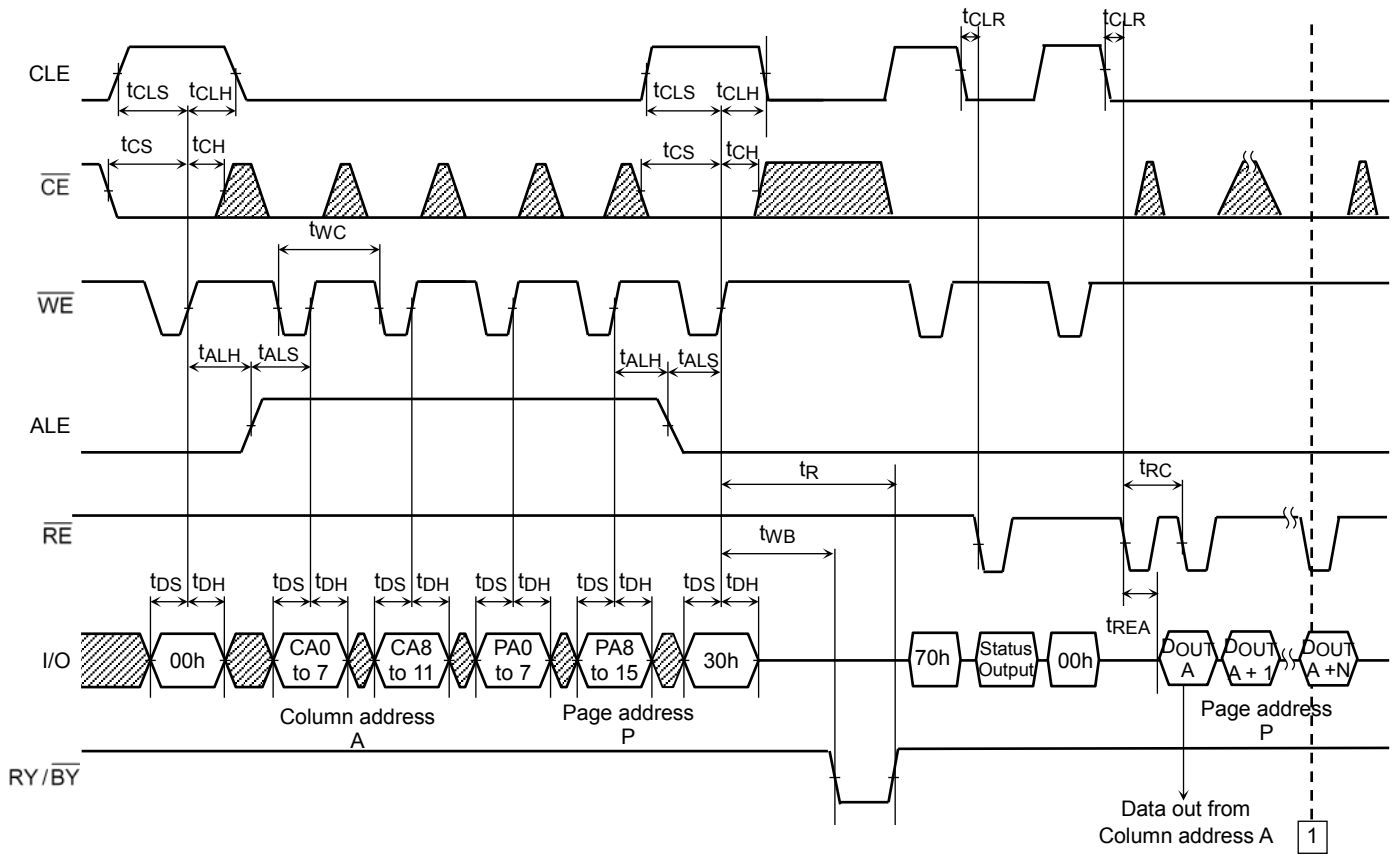 tCLR tCLR
CLE
tCLS tCLH tCLS tCLH
tCS tCH tCS tCH
CE
tWC
WE
tALH tALS tALH tALS
ALE
tR tRC
RE
tWB
tDS tDH tDS tDH tDS tDH tDS tDH tDS tDH tDS tDH
tREA
I/O
00h
CA0
to 7
CA8
to 11
PA0
to 7
PA8
to 15
30h
70h
Status
Output
00h
DOUT
A
DOUT
A + 1
DOUT
A +N
Column address
A
Page address
P
Page address
P
RY/BY
Data out from
Column address A
1